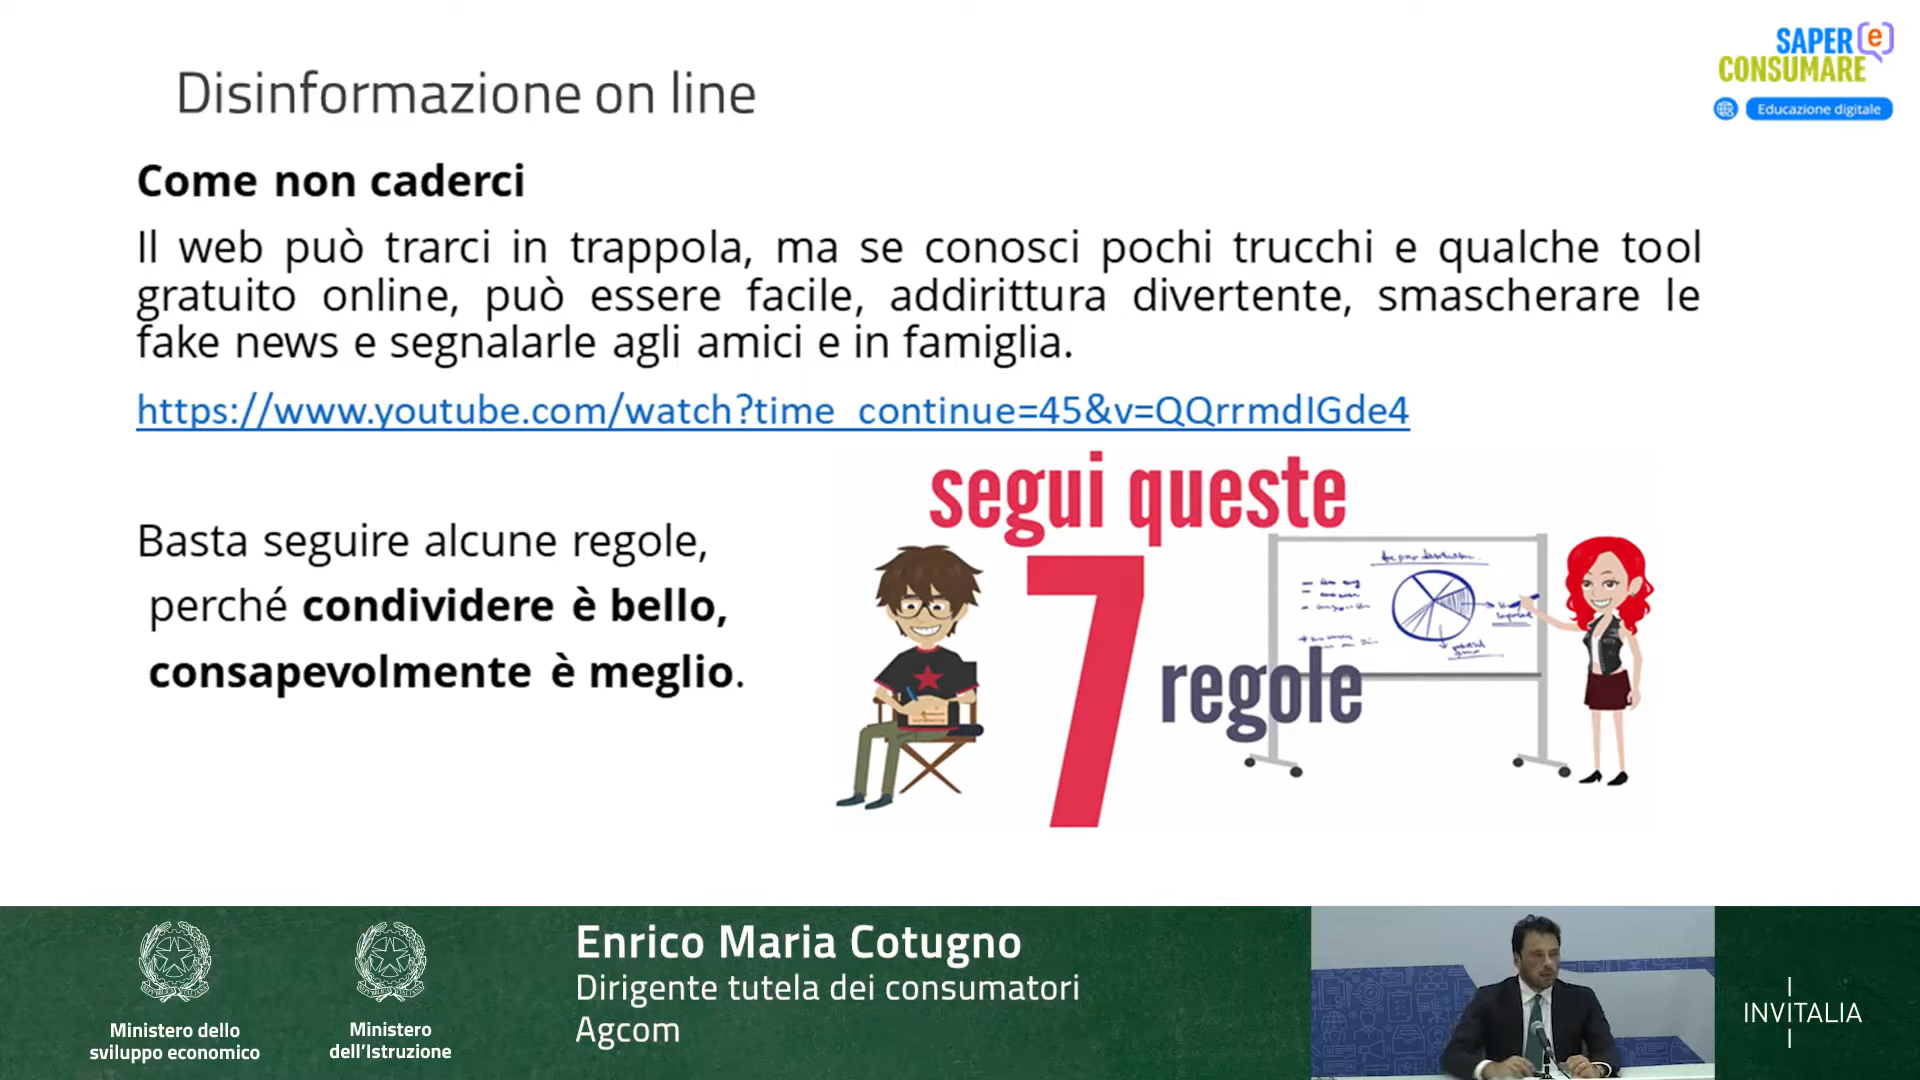 SAPER(e)
CONSUMARE
Educazione digitale
Disinformazione on line
Come non caderci
Il web può trarci in trappola, ma se conosci pochi trucchi e qualche tool
gratuito online, può essere facile, addirittura divertente, smascherare le
fake news e segnalarle agli amici e in famiglia.
https://www.youtube.com/watch?time_continue=45&v=QQrrmdIGde4
Basta seguire alcune regole,
perché condividere è bello,
consapevolmente è meglio.
segui queste
7
regole
Ministero dello
sviluppo economico
Ministero
dell'Istruzione
Enrico Maria Cotugno
Dirigente tutela dei consumatori
Agcom
INVITALIA